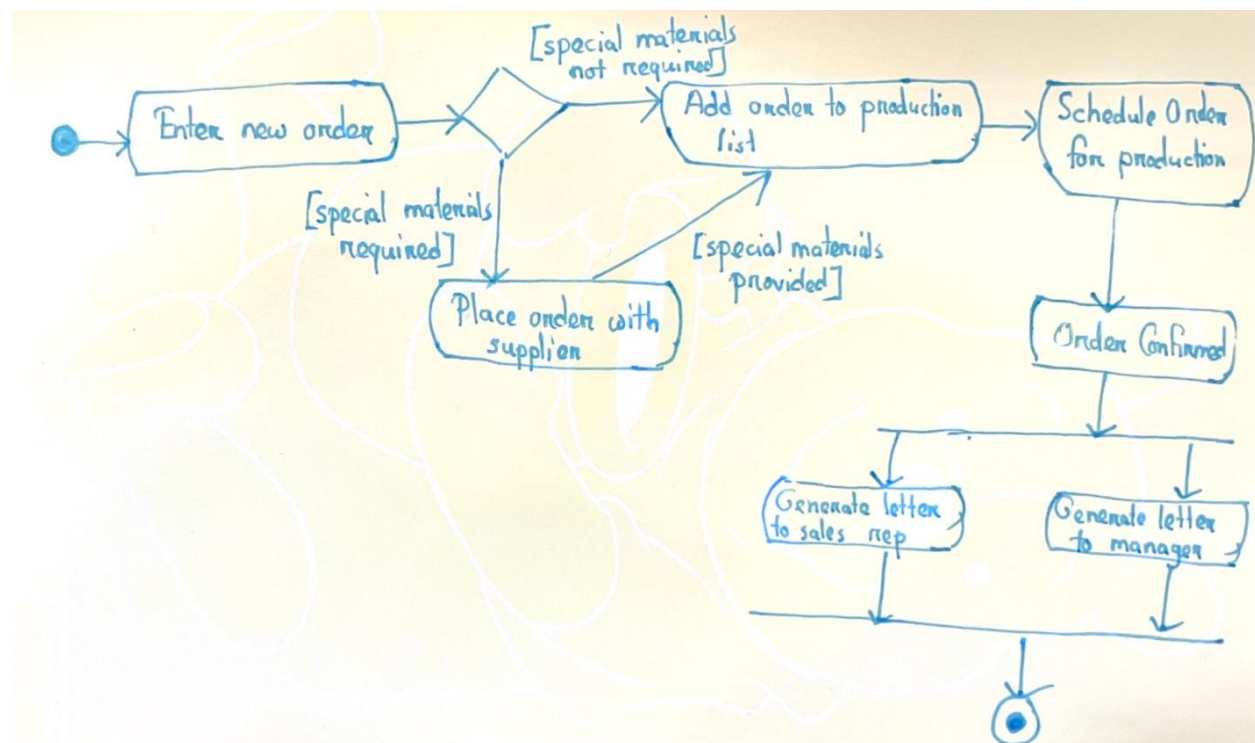 [special materials
not required]
Enter new order
Add order to production
list
Schedule Order
for production
[special materials
required]
[special materials
provided]
Place order with
supplier
Order Confirmed
Generate letter
to sales rep
Generate letter
to manager